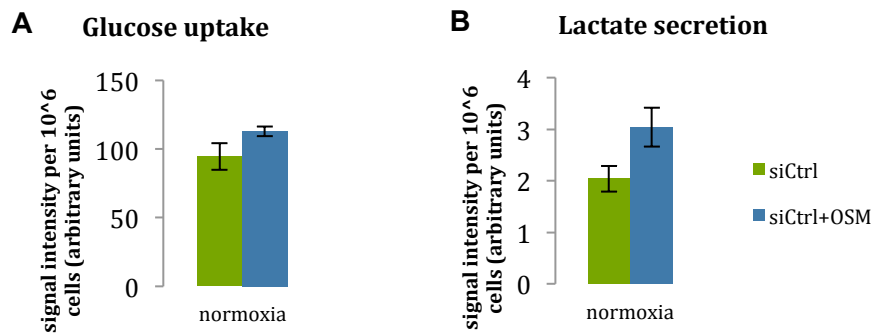 A
Glucose uptake
signal intensity per 10^6
cells (arbitrary units)
150
100
50
0
normoxia
B
Lactate secretion
signal intensity per 10^6
cells (arbitrary units)
4
3
2
1
0
normoxia
siCtrl
siCtrl+OSM